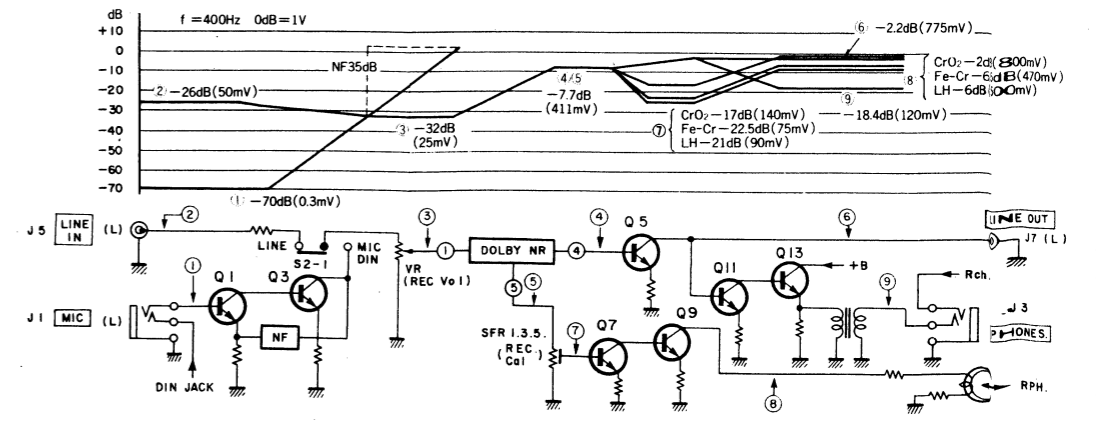 dB
f = 400Hz 0dB = 1V
+10
0
-10
-20
-30
-40
-50
-60
-70
NF35dB
② -26dB (50mV)
③ -32dB
(25mV)
④/⑤
-7.7dB
(411mV)
⑥ -2.2dB (775mV)
⑧
CrO₂ -2dB (800mV)
Fe-Cr -6.5dB (470mV)
LH -6dB
⑨
-18.4dB (120mV)
⑦
CrO₂ -17dB (140mV)
Fe-Cr -22.5dB (75mV)
LH -21dB (90mV)
① -70dB (0.3mV)
J5 LINE IN (L)
②
LINE
S2-1
MIC
DIN
VR
(REC Vol)
③
①
DOLBY NR
④
④
⑤
⑤
Q5
⑥
LINE OUT
J7 (L)
J1 MIC (L)
①
Q1
Q3
NF
DIN JACK
SFR 1.3.5.
(REC Cal)
⑦
Q7
Q9
Q11
Q13
+B
⑨
Rch.
J3
PHONES.
⑧
RPH.